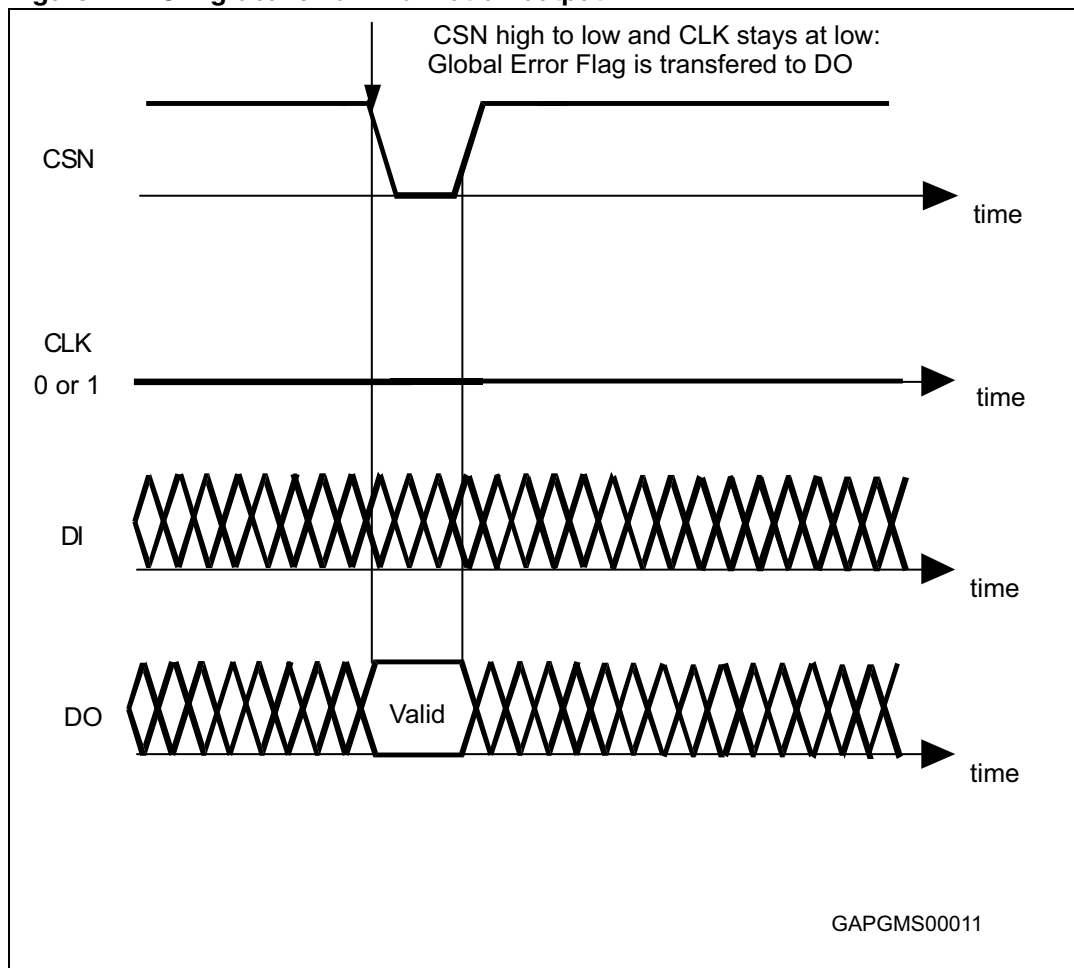 CSN high to low and CLK stays at low:
Global Error Flag is transfered to DO
CSN
time
CLK
0 or 1
time
DI
time
DO
Valid
time
GAPGMS00011